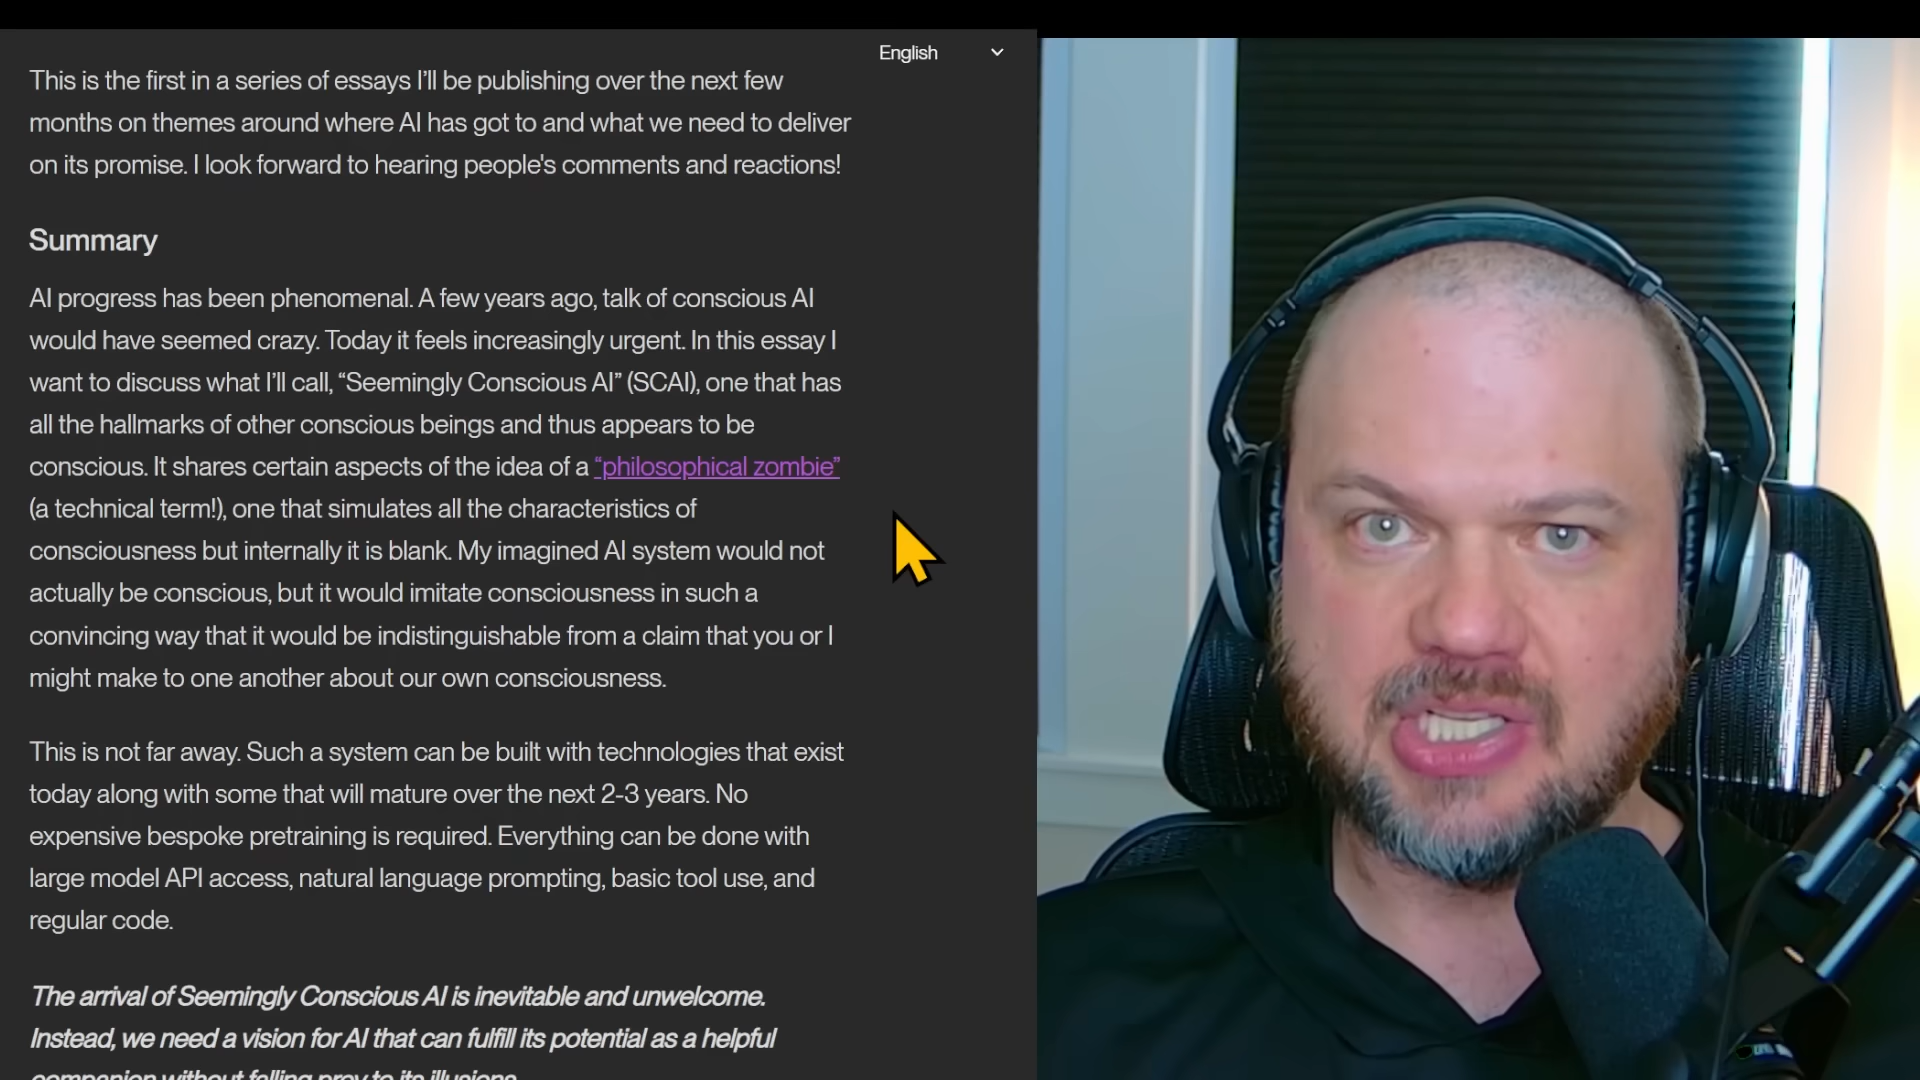 English
This is the first in a series of essays I’ll be publishing over the next few
months on themes around where AI has got to and what we need to deliver
on its promise. I look forward to hearing people's comments and reactions!
Summary
AI progress has been phenomenal. A few years ago, talk of conscious AI
would have seemed crazy. Today it feels increasingly urgent. In this essay I
want to discuss what I’ll call, “Seemingly Conscious AI” (SCAI), one that has
all the hallmarks of other conscious beings and thus appears to be
conscious. It shares certain aspects of the idea of a “philosophical zombie”
(a technical term!), one that simulates all the characteristics of
consciousness but internally it is blank. My imagined AI system would not
actually be conscious, but it would imitate consciousness in such a
convincing way that it would be indistinguishable from a claim that you or I
might make to one another about our own consciousness.
This is not far away. Such a system can be built with technologies that exist
today along with some that will mature over the next 2-3 years. No
expensive bespoke pretraining is required. Everything can be done with
large model API access, natural language prompting, basic tool use, and
regular code.
The arrival of Seemingly Conscious AI is inevitable and unwelcome.
Instead, we need a vision for AI that can fulfill its potential as a helpful
companion without falling prey to its illusions.